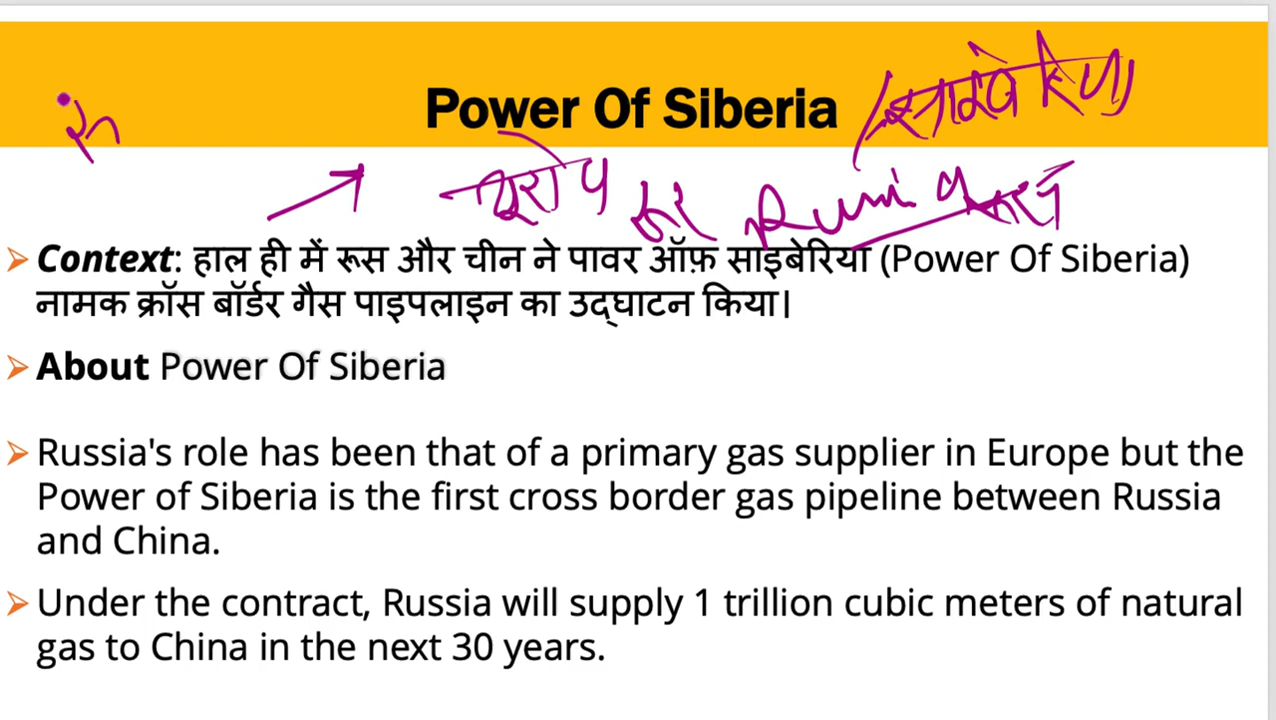 Power Of Siberia
यूरोप
➤ Context: हाल ही में रूस और चीन ने पावर ऑफ़ साइबेरिया (Power Of Siberia)
नामक क्रॉस बॉर्डर गैस पाइपलाइन का उद्घाटन किया।
➤ About Power Of Siberia
➤ Russia's role has been that of a primary gas supplier in Europe but the
Power of Siberia is the first cross border gas pipeline between Russia
and China.
➤ Under the contract, Russia will supply 1 trillion cubic meters of natural
gas to China in the next 30 years.